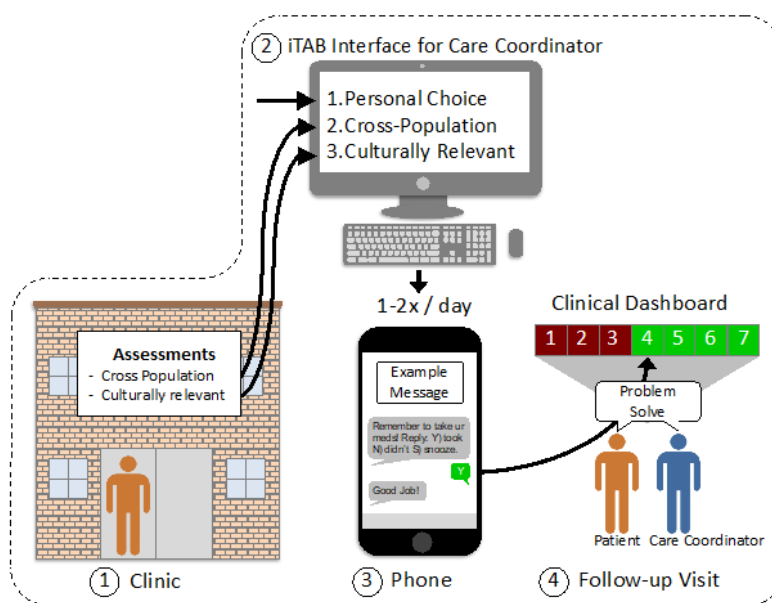 2 iTAB Interface for Care Coordinator
1.Personal Choice
2.Cross-Population
3.Culturally Relevant
Assessments
- Cross Population
- Culturally relevant
1 Clinic
1-2x / day
Example
Message
Remember to take ur
meds! Reply: Y) took
N) didn't S) snooze.
Y
Good Job!
3 Phone
Clinical Dashboard
1 2 3 4 5 6 7
Problem
Solve
Patient Care Coordinator
4 Follow-up Visit